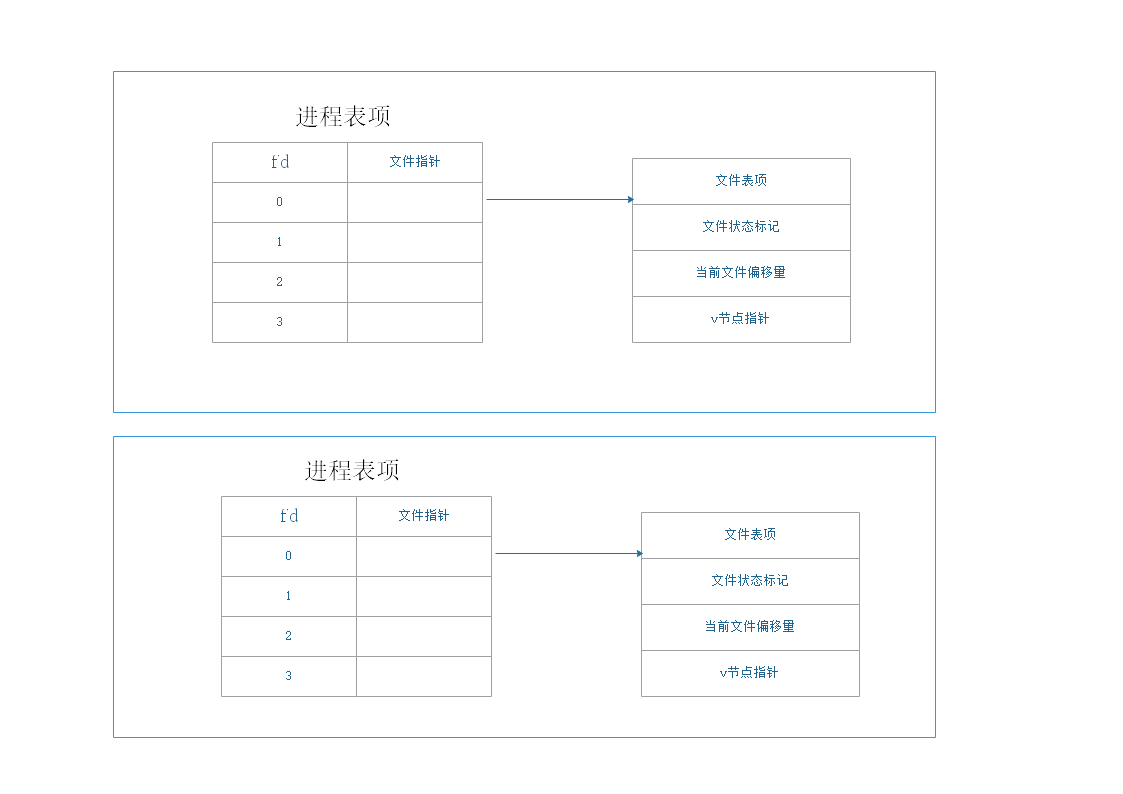 进程表项
fd 文件指针
文件表项
0
文件状态标记
1
当前文件偏移量
2
v节点指针
3
进程表项
fd 文件指针
文件表项
0
文件状态标记
1
当前文件偏移量
2
v节点指针
3